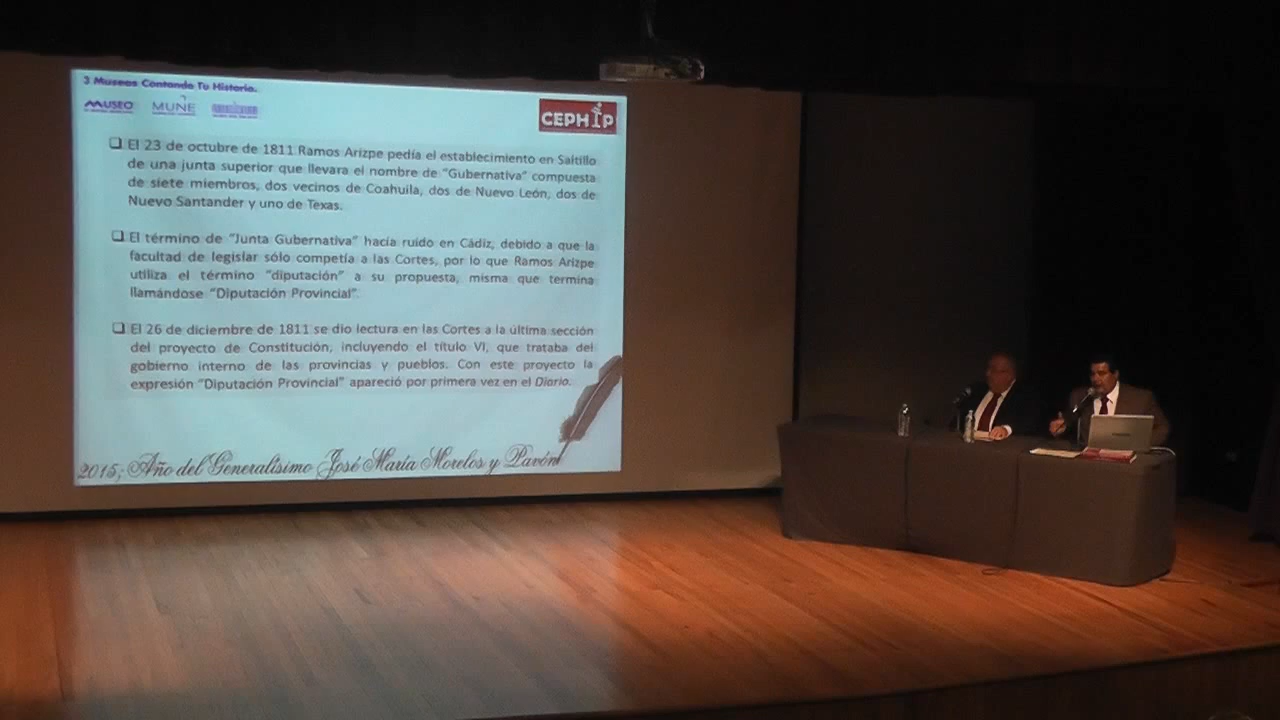 3 Museos Contando Tu Historia.
MUSEO
MUNE
CEPHIP
❑ El 23 de octubre de 1811 Ramos Arizpe pedía el establecimiento en Saltillo
de una junta superior que llevara el nombre de “Gubernativa” compuesta
de siete miembros, dos vecinos de Coahuila, dos de Nuevo León, dos de
Nuevo Santander y uno de Texas.
❑ El término de “Junta Gubernativa” hacía ruido en Cádiz, debido a que la
facultad de legislar sólo competía a las Cortes, por lo que Ramos Arizpe
utiliza el término “diputación” a su propuesta, misma que termina
llamándose “Diputación Provincial”.
❑ El 26 de diciembre de 1811 se dio lectura en las Cortes a la última sección
del proyecto de Constitución, incluyendo el título VI, que trataba del
gobierno interno de las provincias y pueblos. Con este proyecto la
expresión “Diputación Provincial” apareció por primera vez en el Diario.
2015; Año del Generalísimo José María Morelos y Pavón